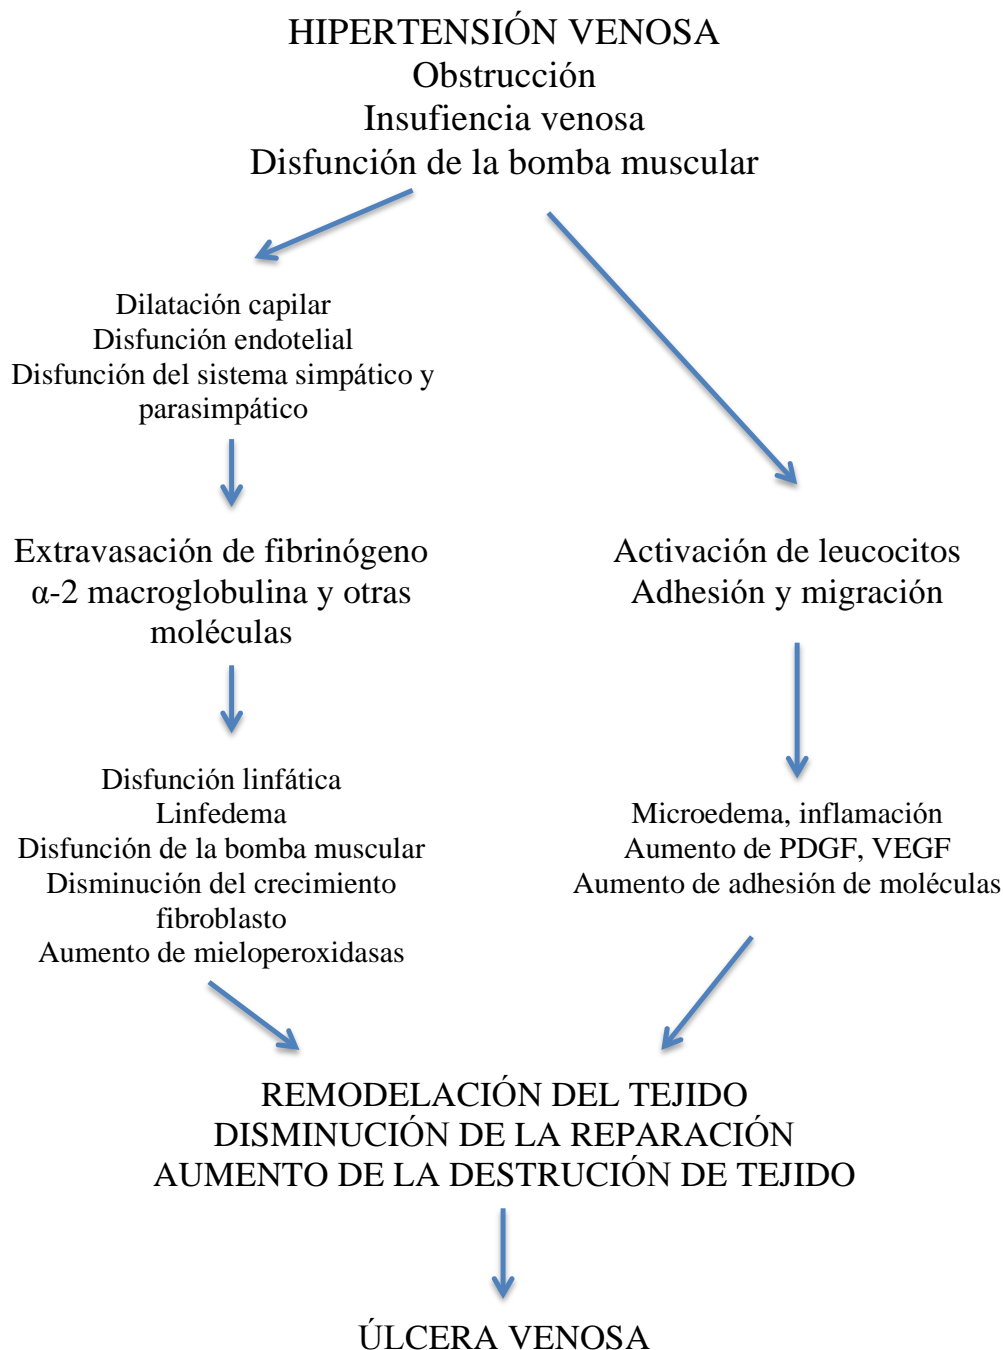 HIPERTENSIÓN VENOSA
Obstrucción
Insufiencia venosa
Disfunción de la bomba muscular
Dilatación capilar
Disfunción endotelial
Disfunción del sistema simpático y
parasimpático
Extravasación de fibrinógeno
α-2 macroglobulina y otras
moléculas
Activación de leucocitos
Adhesión y migración
Disfunción linfática
Linfedema
Disfunción de la bomba muscular
Disminución del crecimiento
fibroblasto
Aumento de mieloperoxidasas
Microedema, inflamación
Aumento de PDGF, VEGF
Aumento de adhesión de moléculas
REMODELACIÓN DEL TEJIDO
DISMINUCIÓN DE LA REPARACIÓN
AUMENTO DE LA DESTRUCIÓN DE TEJIDO
ÚLCERA VENOSA